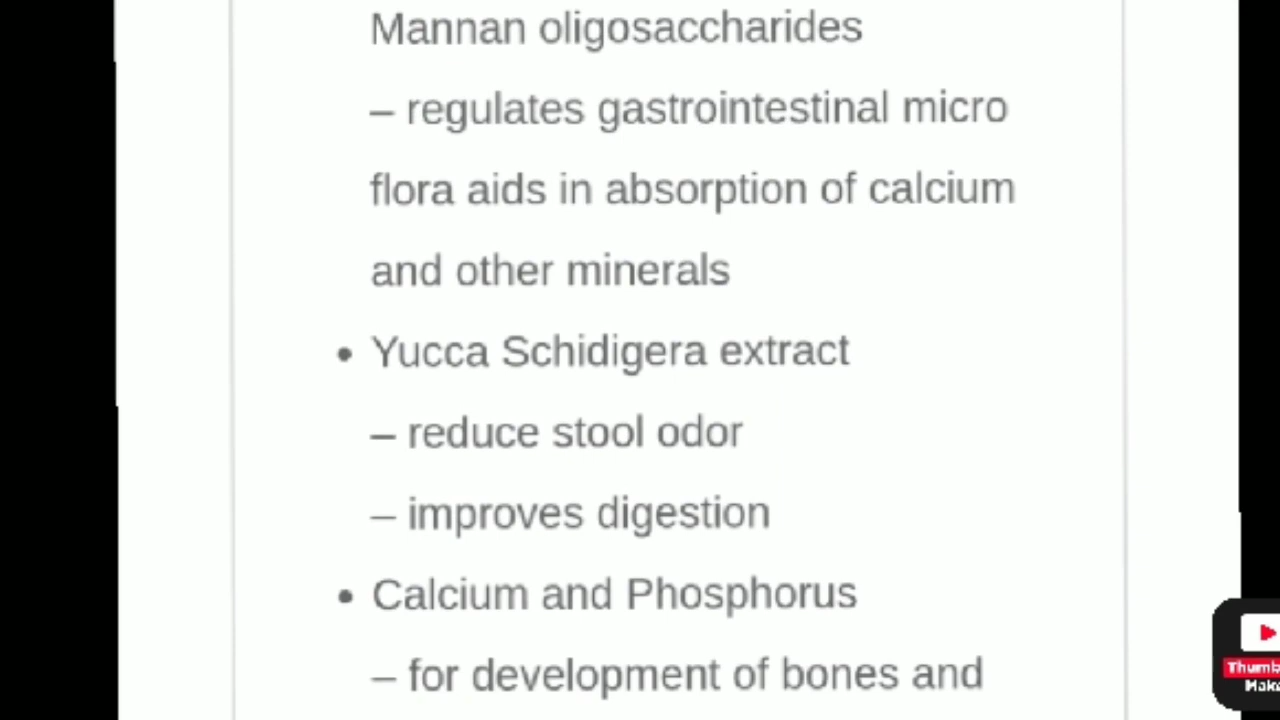 Mannan oligosaccharides
– regulates gastrointestinal micro
flora aids in absorption of calcium
and other minerals
• Yucca Schidigera extract
– reduce stool odor
– improves digestion
• Calcium and Phosphorus
– for development of bones and